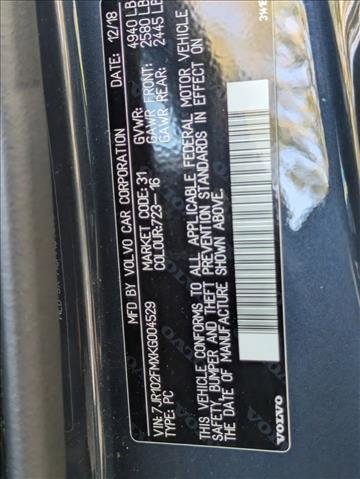 MFD BY VOLVO CAR CORPORATION DATE: 12/18
MARKET CODE: 31 GVWR: 4940 LB
COLOUR: 723--16 GAWR FRONT: 2580 LB
GAWR REAR: 2445 LB
VIN: 7JR102FMXKG004529
TYPE: PC
THIS VEHICLE CONFORMS TO ALL APPLICABLE FEDERAL MOTOR VEHICLE
SAFETY, BUMPER AND THEFT PREVENTION STANDARDS IN EFFECT ON
THE DATE OF MANUFACTURE SHOWN ABOVE.
VOLVO